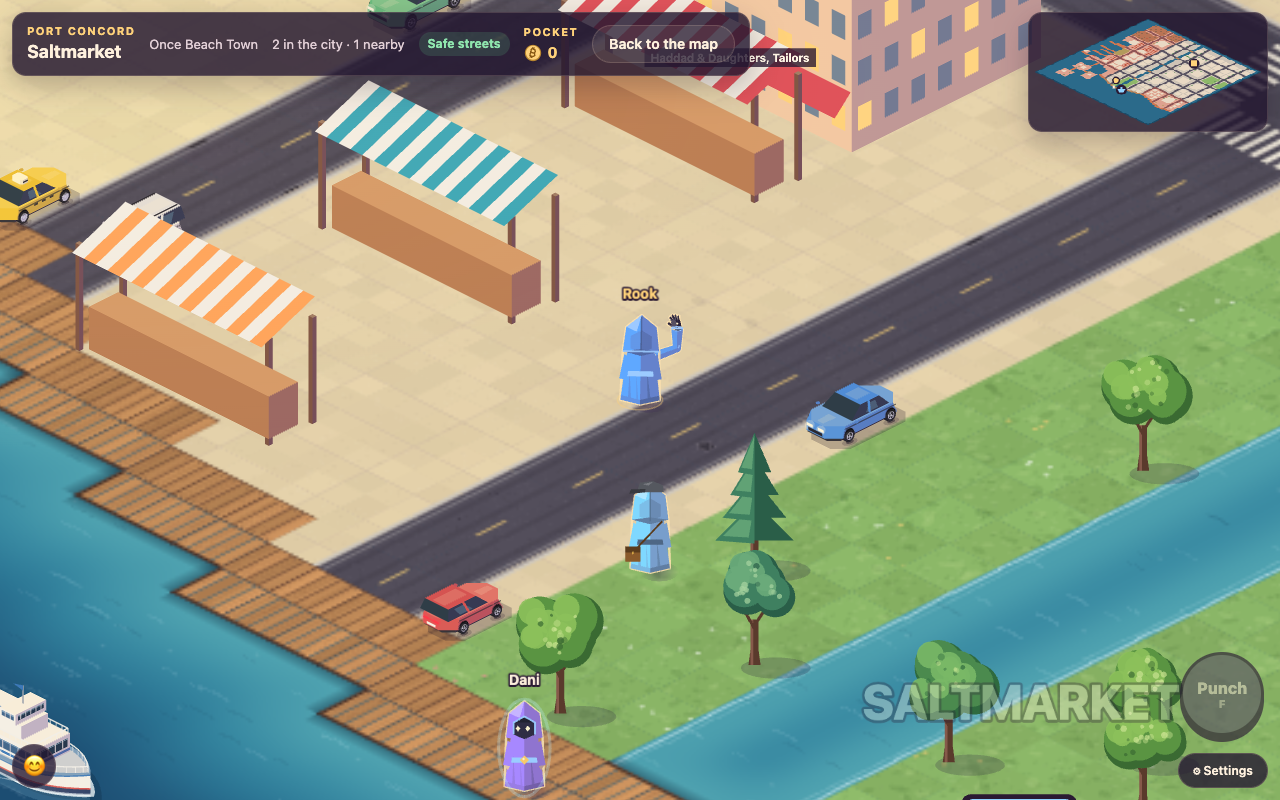 PORT CONCORD
Saltmarket
Once Beach Town
2 in the city · 1 nearby
Safe streets
POCKET
0
Back to the map
Haddad & Daughters, Tailors
Rook
Dani
SALTMARKET
Punch
F
Settings